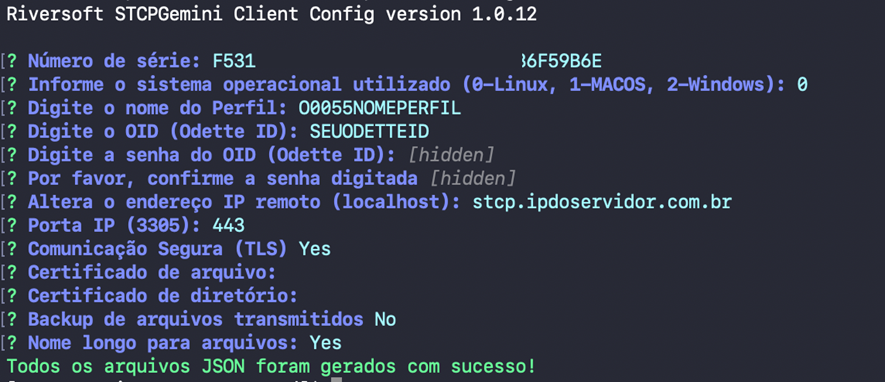 Riversoft STCPGemini Client Config version 1.0.12
[? Número de série: F531 36F59B6E
[? Informe o sistema operacional utilizado (0-Linux, 1-MACOS, 2-Windows): 0
[? Digite o nome do Perfil: O0055NOMEPERFIL
[? Digite o OID (Odette ID): SEUODETTEID
[? Digite a senha do OID (Odette ID): [hidden]
[? Por favor, confirme a senha digitada [hidden]
[? Altera o endereço IP remoto (localhost): stcp.ipdoservidor.com.br
[? Porta IP (3305): 443
[? Comunicação Segura (TLS) Yes
[? Certificado de arquivo:
[? Certificado de diretório:
[? Backup de arquivos transmitidos No
[? Nome longo para arquivos: Yes
Todos os arquivos JSON foram gerados com sucesso!